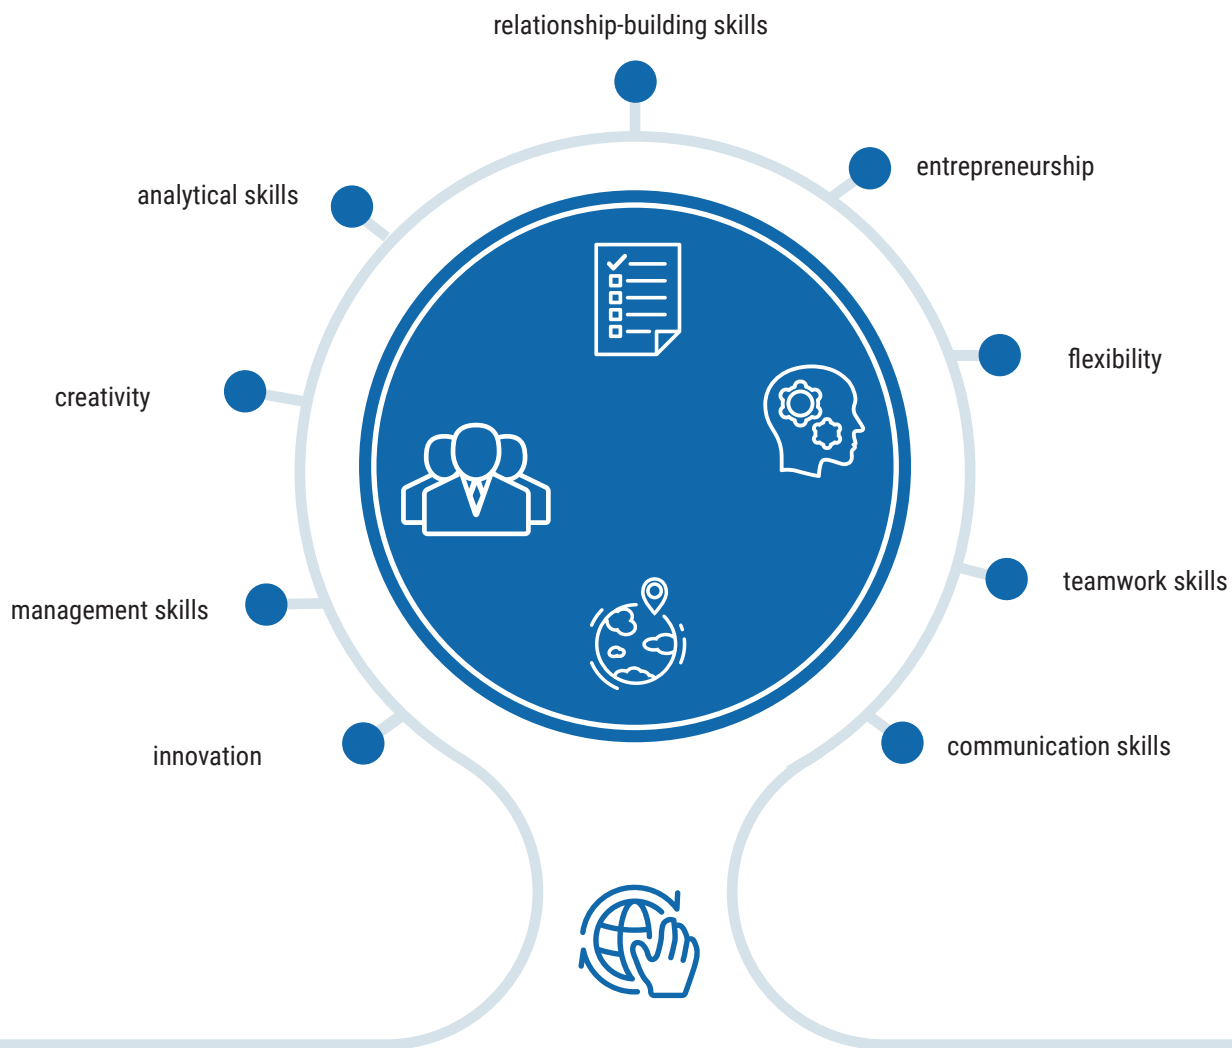 relationship-building skills
entrepreneurship
analytical skills
flexibility
creativity
teamwork skills
management skills
communication skills
innovation